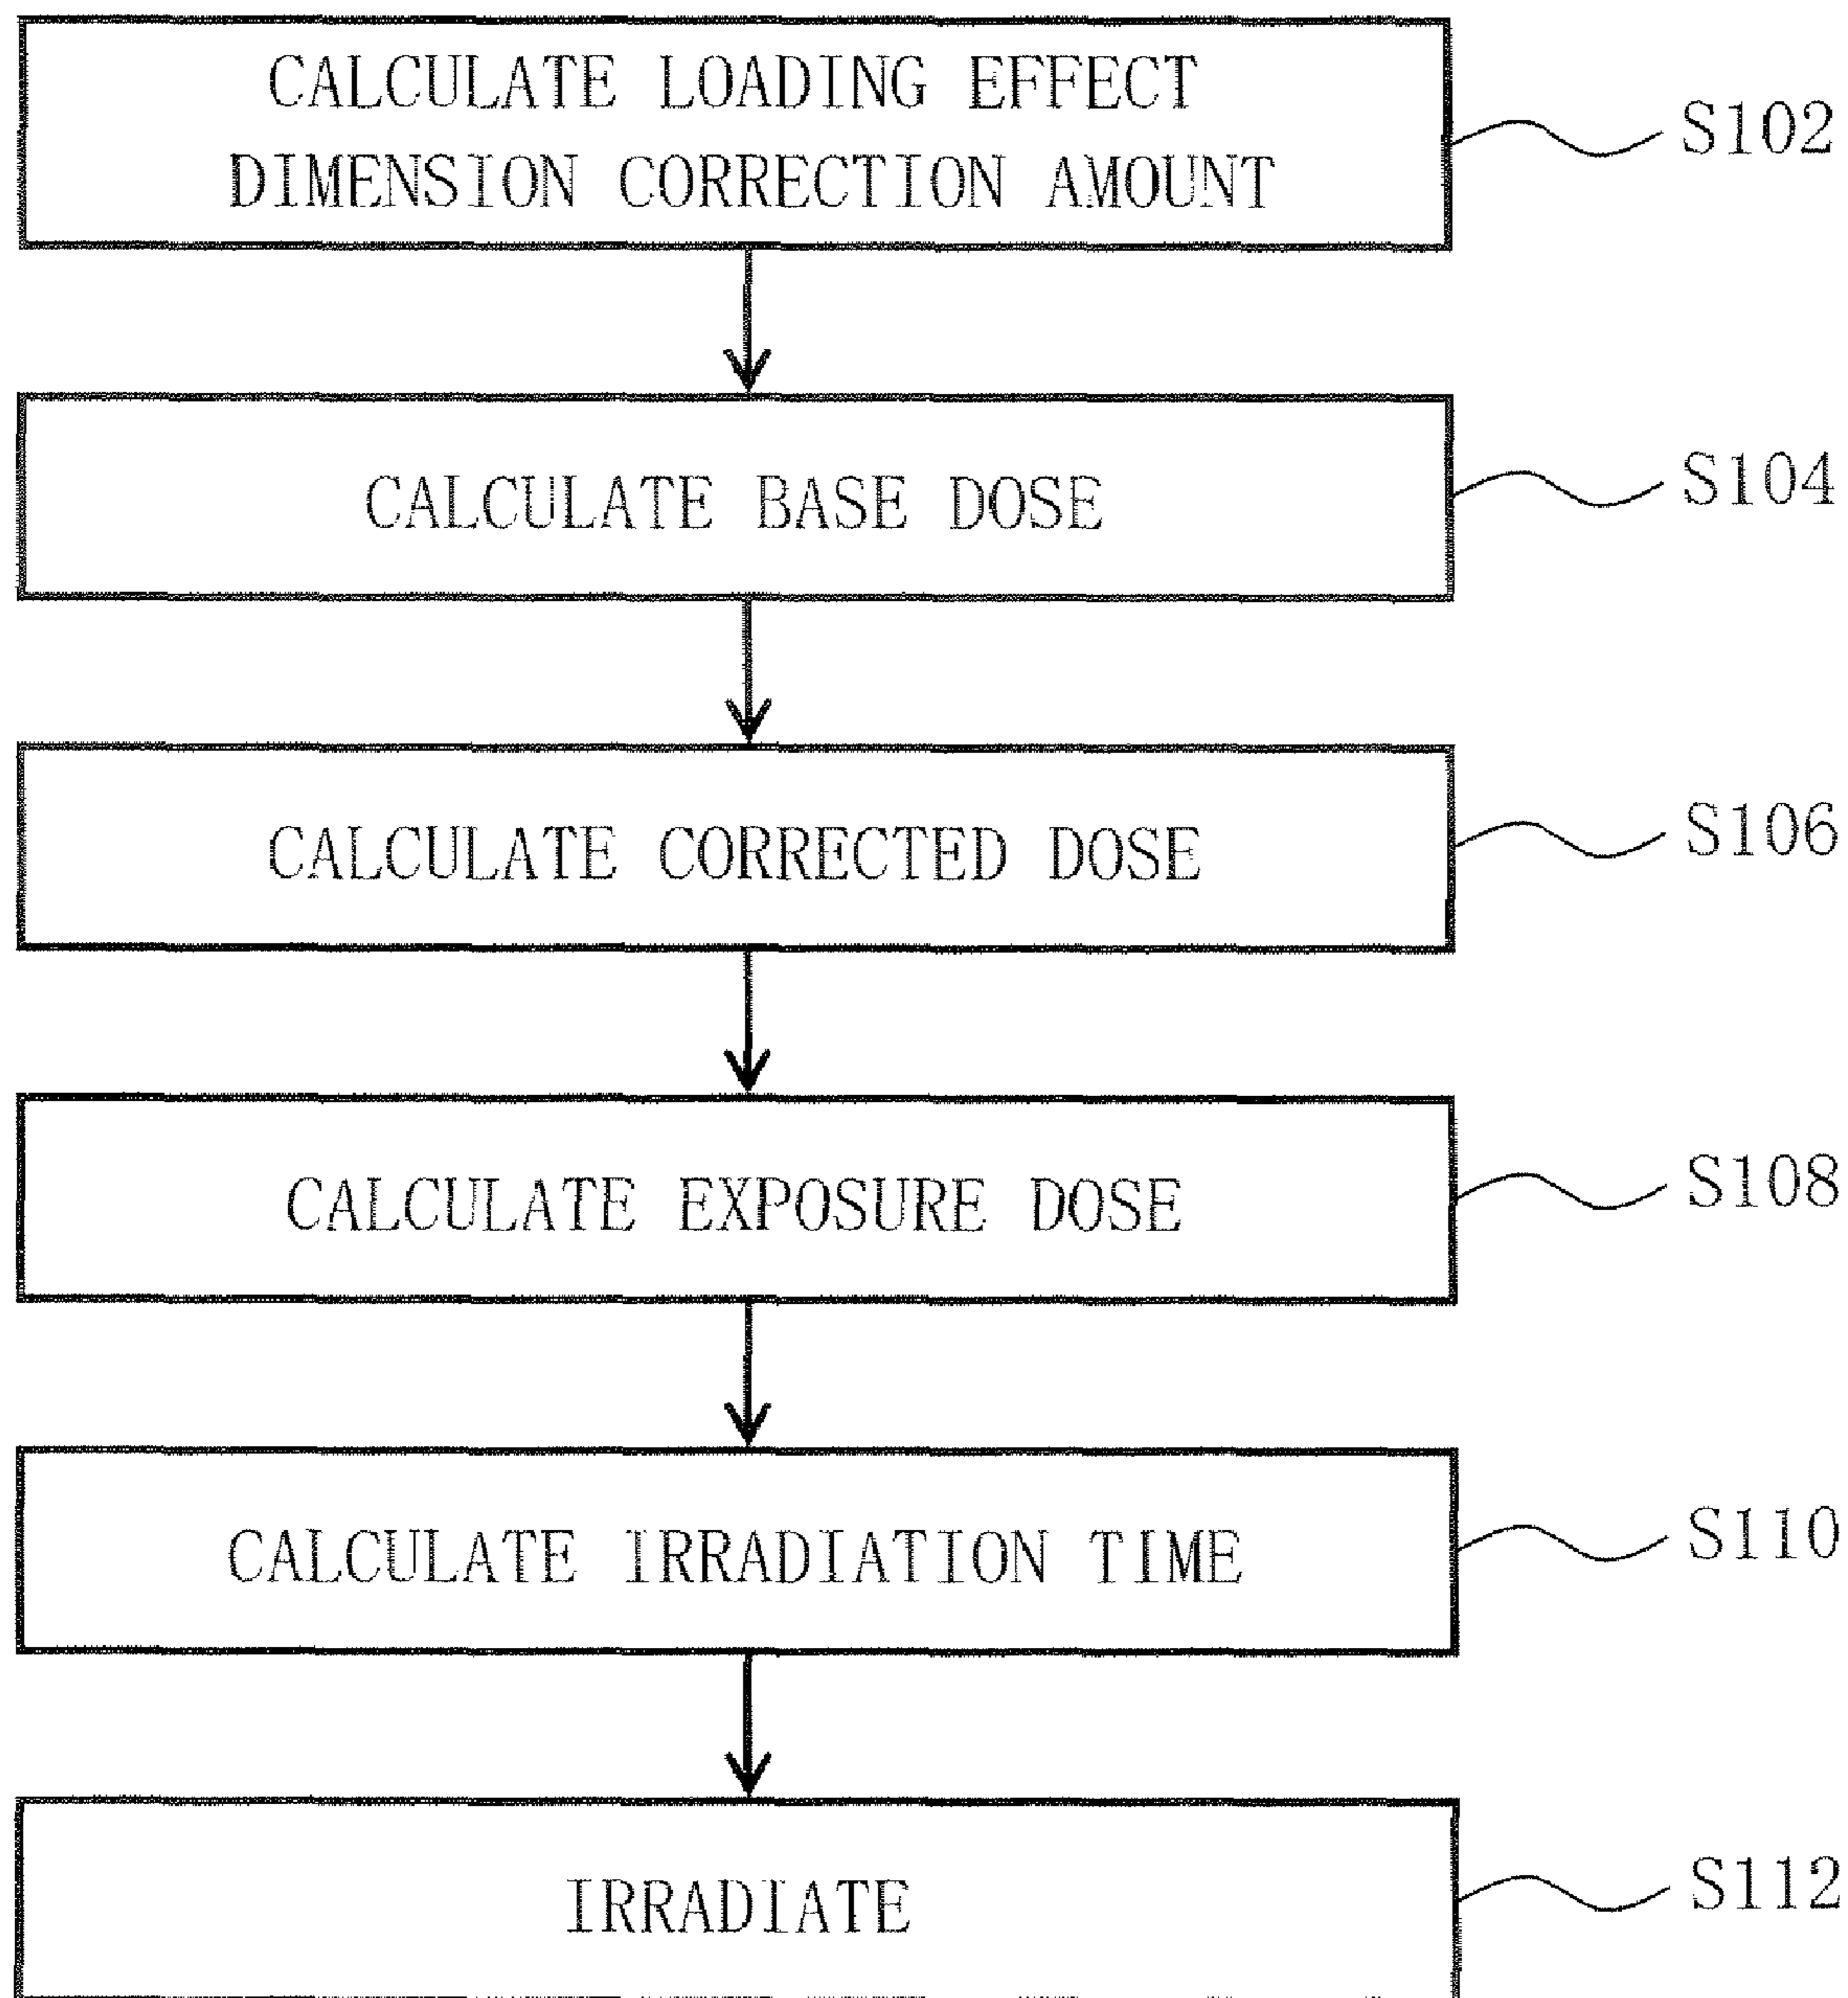 CALCULATE LOADING EFFECT
DIMENSION CORRECTION AMOUNT
S102
CALCULATE BASE DOSE
S104
CALCULATE CORRECTED DOSE
S106
CALCULATE EXPOSURE DOSE
S108
CALCULATE IRRADIATION TIME
S110
IRRADIATE
S112